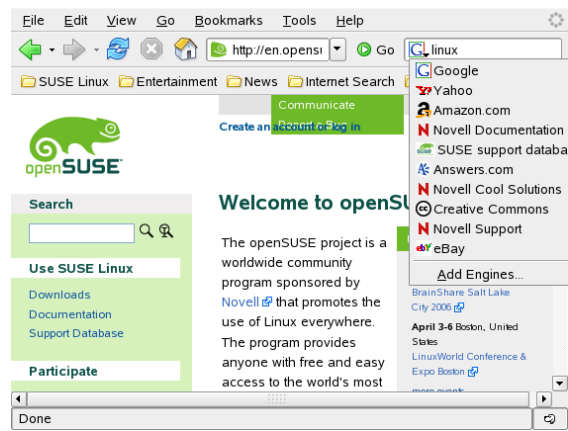 File Edit View Go Bookmarks Tools Help
http://en.opensu Go linux
SUSE Linux Entertainment News Internet Search
Google
Yahoo
Amazon.com
Novell Documentation
SUSE support databa
Answers.com
Novell Cool Solutions
Creative Commons
Novell Support
eBay
Add Engines...
Communicate
Create an account or log in
openSUSE
Search
Use SUSE Linux
Downloads
Documentation
Support Database
Participate
Welcome to openSU
The openSUSE project is a
worldwide community
program sponsored by
Novell that promotes the
use of Linux everywhere.
The program provides
anyone with free and easy
access to the world's most
BrainShare Salt Lake
City 2006
April 3-6 Boston, United
States
LinuxWorld Conference &
Expo Boston
more events
Done